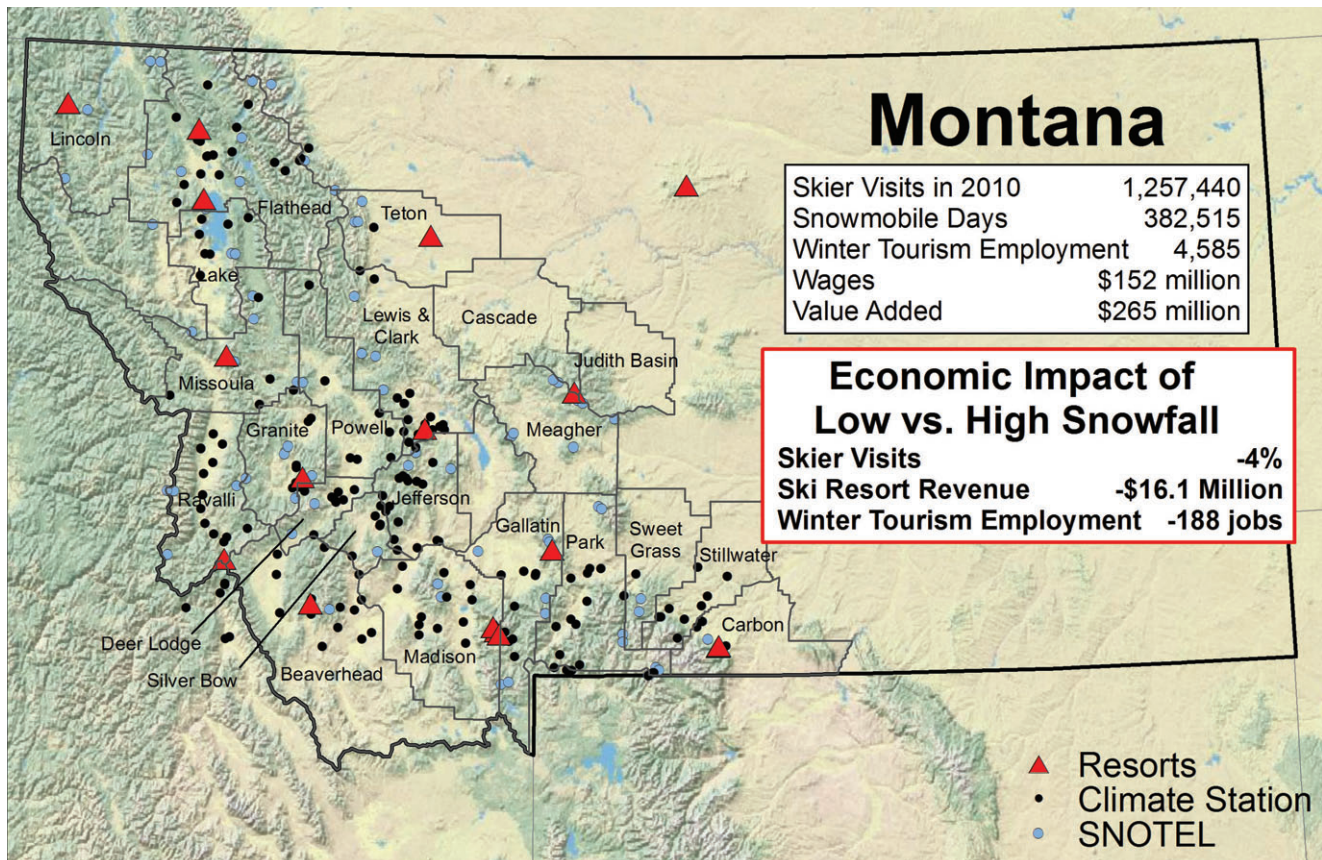 Montana
Skier Visits in 2010 1,257,440
Snowmobile Days 382,515
Winter Tourism Employment 4,585
Wages $152 million
Value Added $265 million
Economic Impact of
Low vs. High Snowfall
Skier Visits -4%
Ski Resort Revenue -$16.1 Million
Winter Tourism Employment -188 jobs
Lincoln
Flathead
Teton
Lake
Lewis &
Clark
Cascade
Judith Basin
Missoula
Granite
Powell
Meagher
Ravalli
Jefferson
Gallatin
Park
Sweet
Grass
Stillwater
Deer Lodge
Silver Bow
Beaverhead
Madison
Carbon
Resorts
Climate Station
SNOTEL